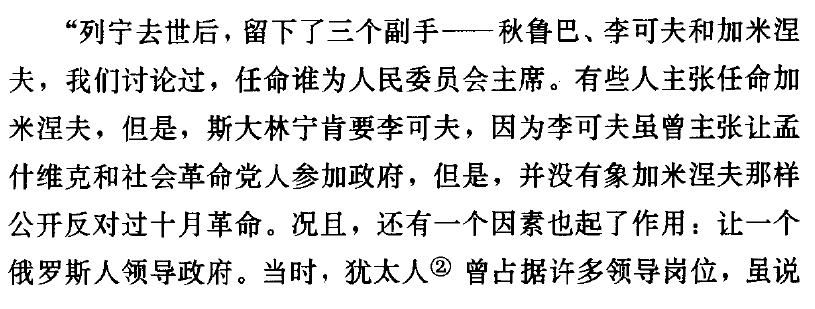 “列宁去世后，留下了三个副手——秋鲁巴、李可夫和加米涅
夫，我们讨论过，任命谁为人民委员会主席。有些人主张任命加
米涅夫，但是，斯大林宁肯要李可夫，因为李可夫虽曾主张让孟
什维克和社会革命党人参加政府，但是，并没有象加米涅夫那样
公开反对过十月革命。况且，还有一个因素也起了作用：让一个
俄罗斯人领导政府。当时，犹太人② 曾占据许多领导岗位，虽说